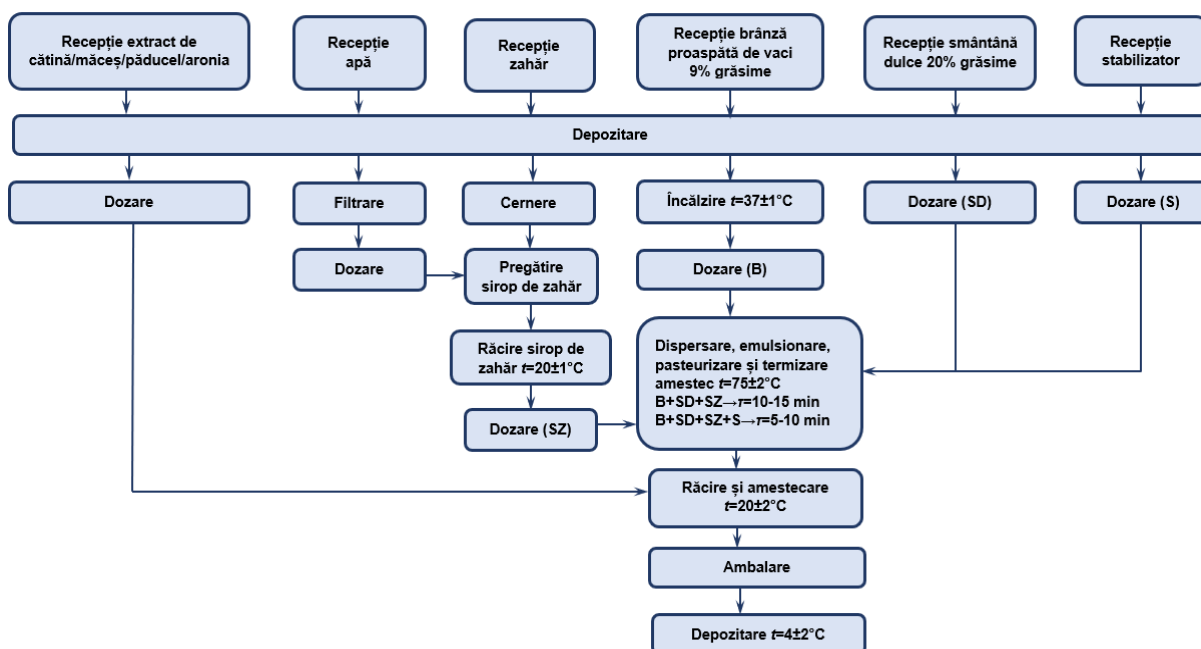 Recepție extract de
cătină/măceș/păducel/aronia
Recepție
apă
Recepție
zahăr
Recepție brânză
proaspătă de vaci
9% grăsime
Recepție smântână
dulce 20% grăsime
Recepție
stabilizator
Depozitare
Dozare
Filtrare
Cernere
Încălzire t=37±1°C
Dozare (SD)
Dozare (S)
Dozare
Pregătire
sirop de zahăr
Dozare (B)
Răcire sirop de
zahăr t=20±1°C
Dispersare, emulsionare,
pasteurizare și termizare
amestec t=75±2°C
B+SD+SZ→τ=10-15 min
B+SD+SZ+S→τ=5-10 min
Dozare (SZ)
Răcire și amestecare
t=20±2°C
Ambalare
Depozitare t=4±2°C